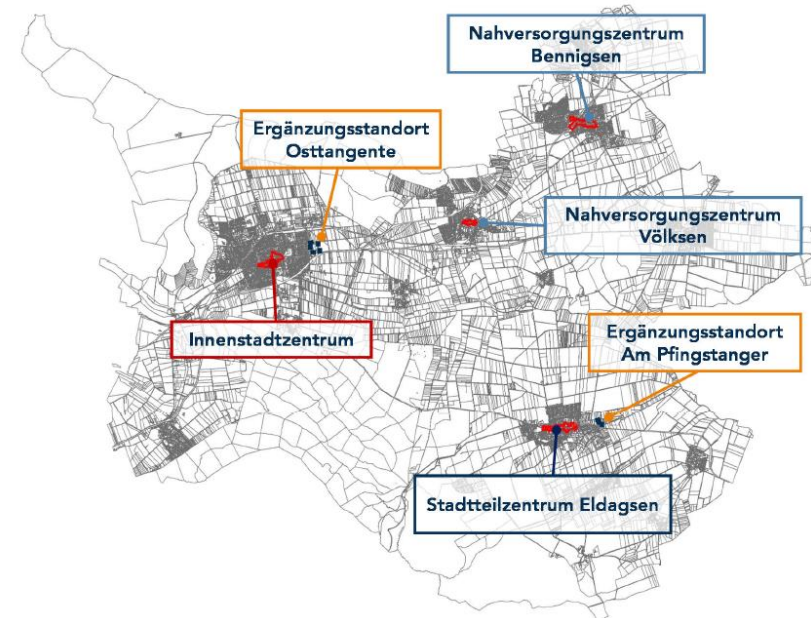 Nahversorgungszentrum
Bennigsen
Ergänzungsstandort
Osttangente
Nahversorgungszentrum
Völksen
Innenstadtzentrum
Ergänzungsstandort
Am Pfingstanger
Stadtteilzentrum Eldagsen